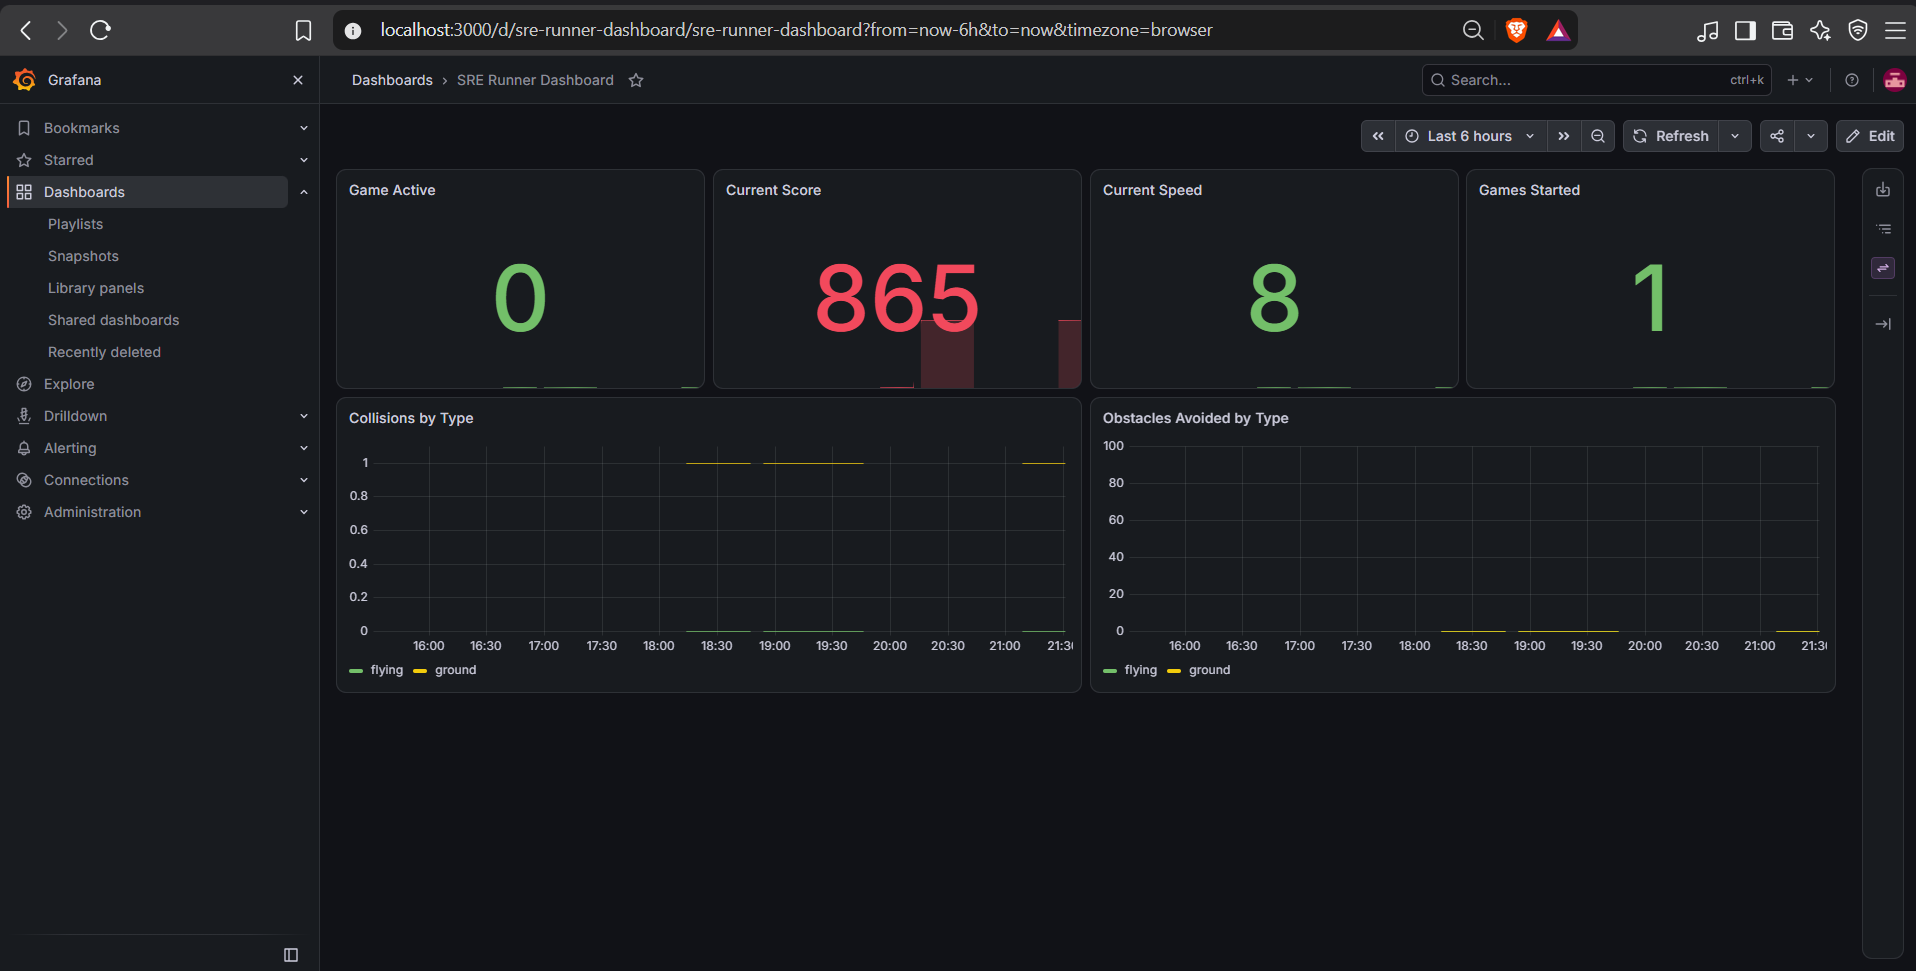 localhost:3000/d/sre-runner-dashboard/sre-runner-dashboard?from=now-6h&to=now&timezone=browser
Grafana
Dashboards › SRE Runner Dashboard
Search... ctrl+k
Bookmarks
Starred
Dashboards
Playlists
Snapshots
Library panels
Shared dashboards
Recently deleted
Explore
Drilldown
Alerting
Connections
Administration
Last 6 hours
Refresh
Edit
Game Active
0
Current Score
865
Current Speed
8
Games Started
1
Collisions by Type
1
0.8
0.6
0.4
0.2
0
16:00 16:30 17:00 17:30 18:00 18:30 19:00 19:30 20:00 20:30 21:00 21:30
flying ground
Obstacles Avoided by Type
100
80
60
40
20
0
16:00 16:30 17:00 17:30 18:00 18:30 19:00 19:30 20:00 20:30 21:00 21:30
flying ground